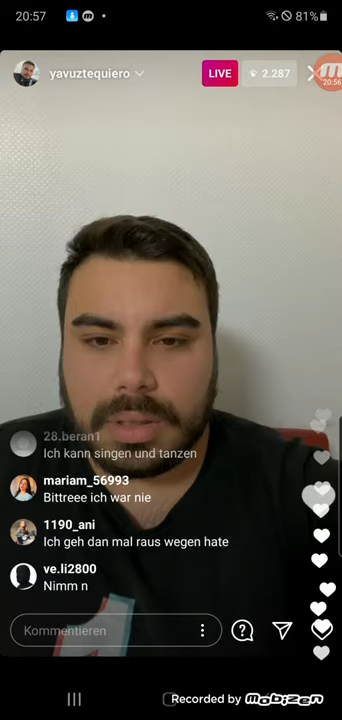 20:57
81%
yavuztequiero
LIVE
2.287
20:56
28.beran1
Ich kann singen und tanzen
mariam_56993
Bittreee ich war nie
1190_ani
Ich geh dan mal raus wegen hate
ve.li2800
Nimm n
Kommentieren
Recorded by mobizen